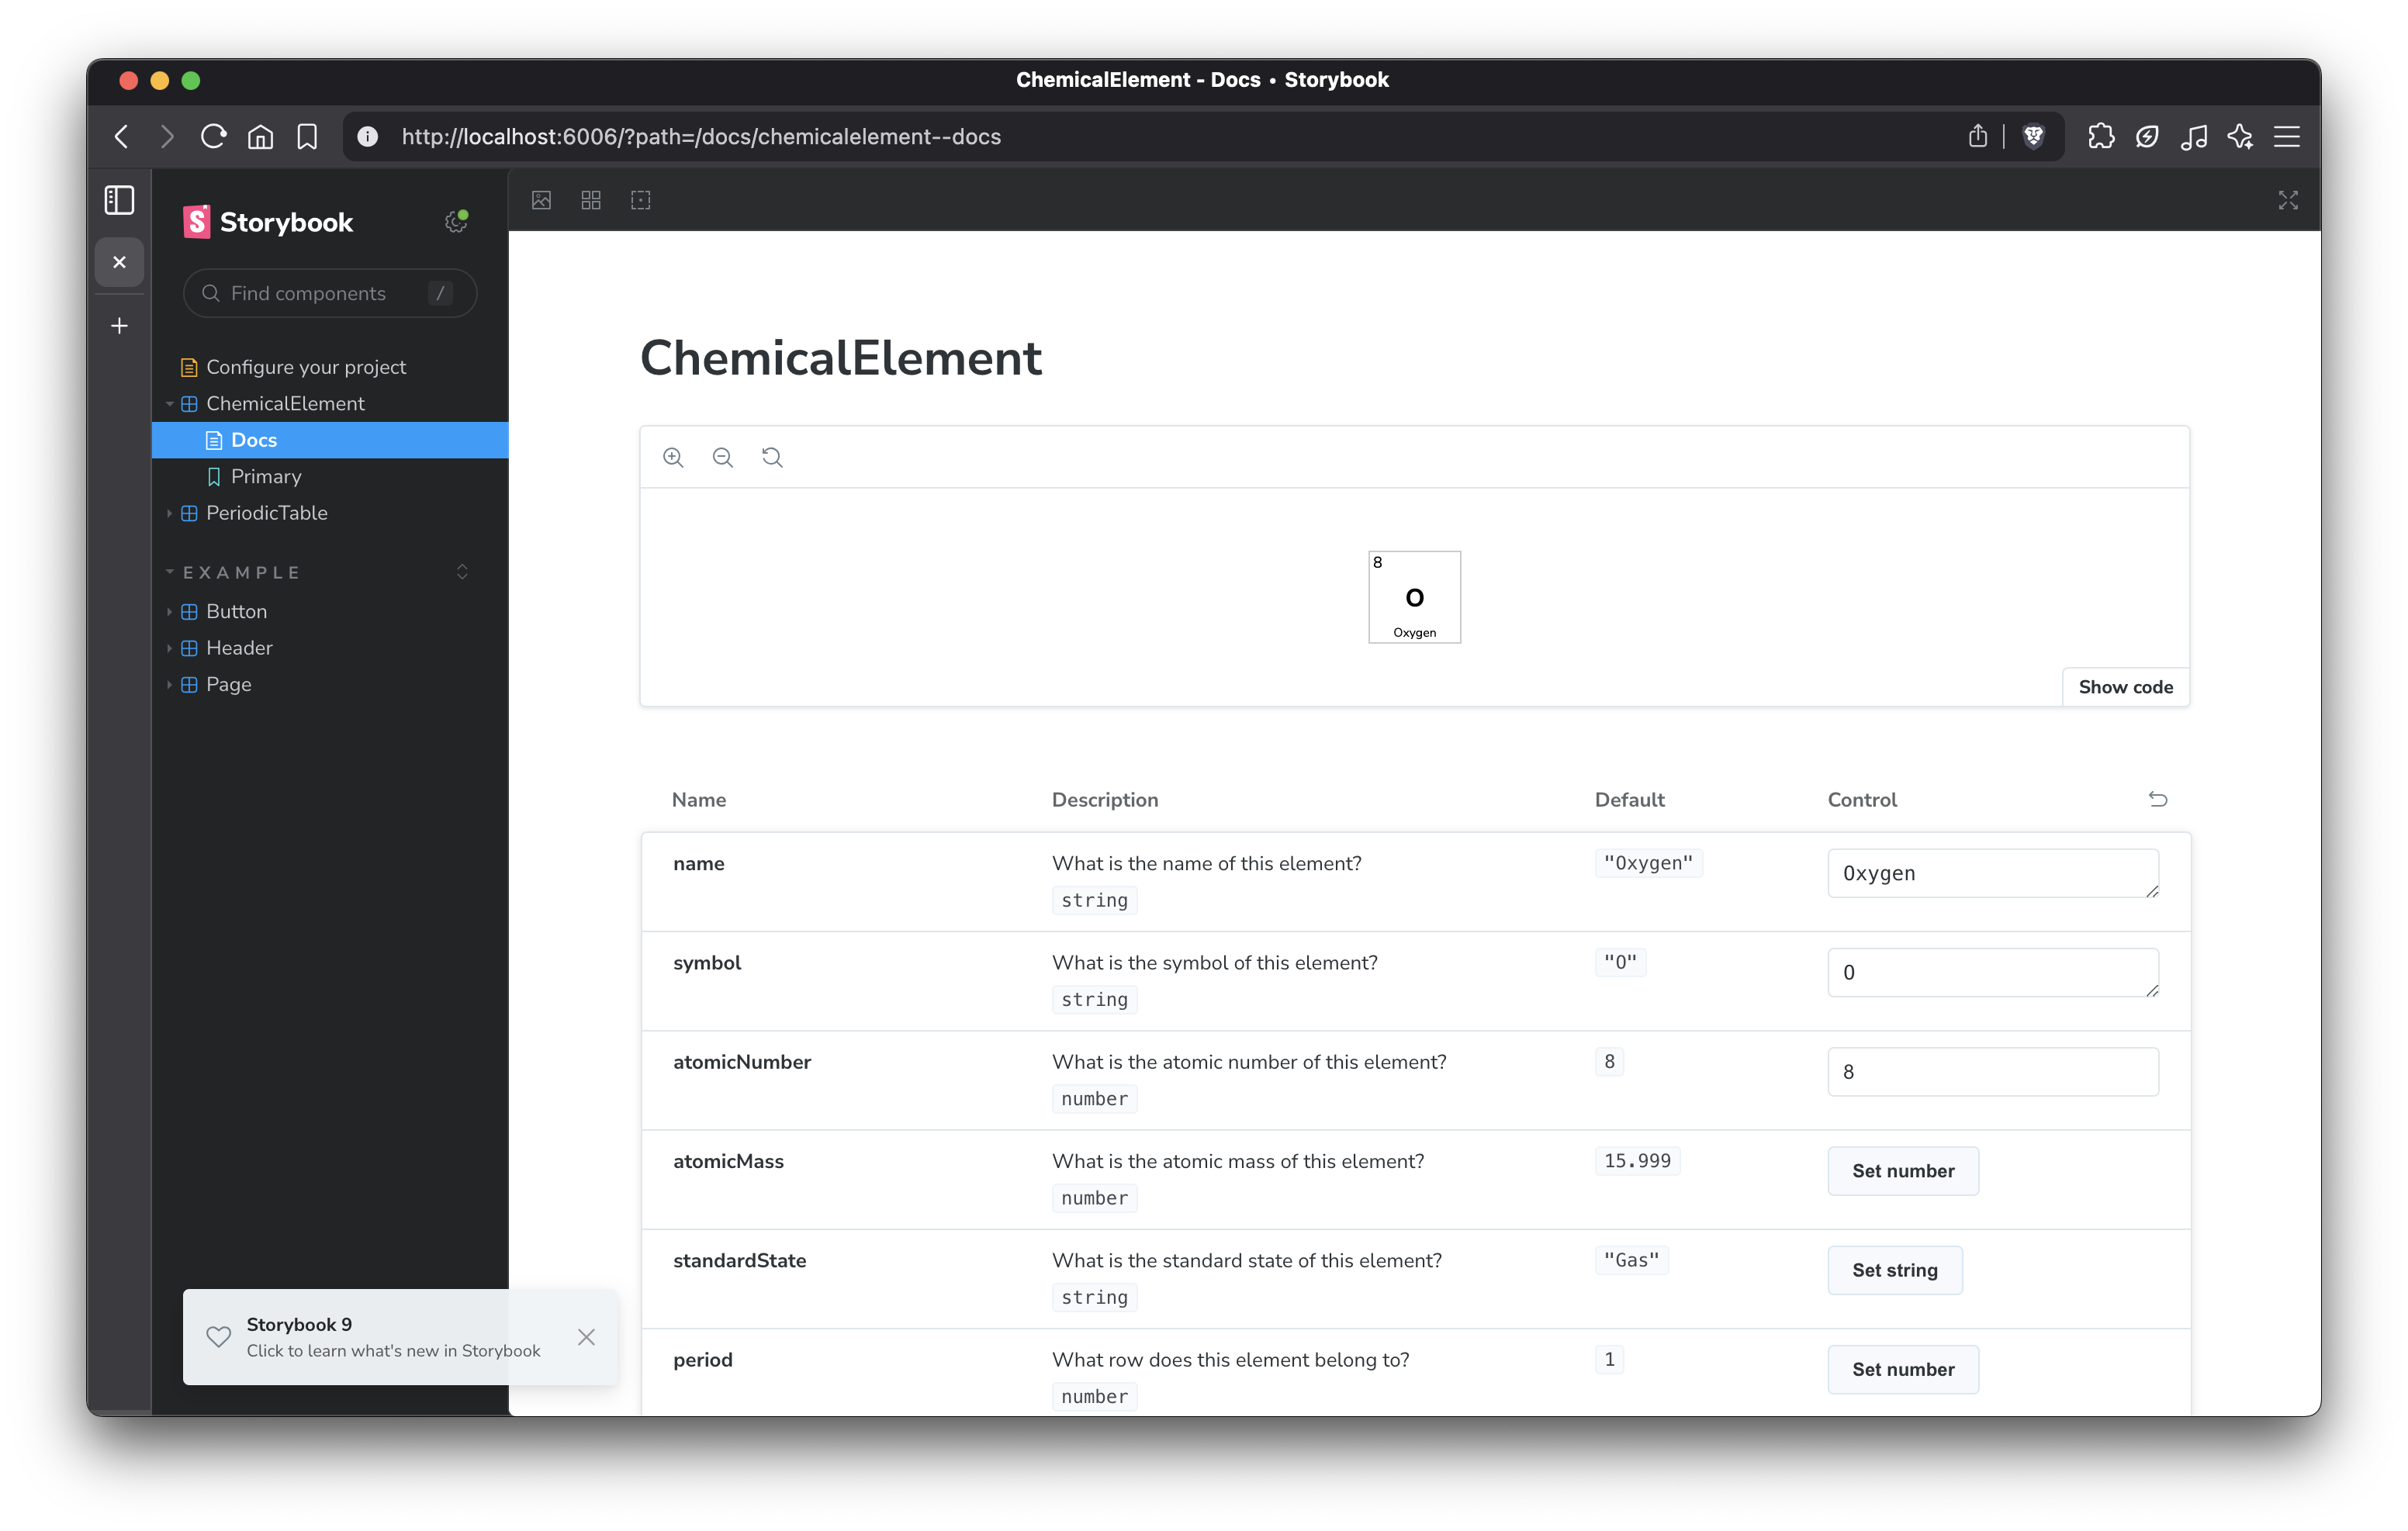 ChemicalElement - Docs • Storybook
http://localhost:6006/?path=/docs/chemicalelement--docs
Storybook
Find components /
Configure your project
ChemicalElement
Docs
Primary
PeriodicTable
EXAMPLE
Button
Header
Page
Storybook 9
Click to learn what's new in Storybook
ChemicalElement
8
O
Oxygen
Show code
Name Description Default Control
name What is the name of this element? "Oxygen" Oxygen
string
symbol What is the symbol of this element? "O" O
string
atomicNumber What is the atomic number of this element? 8 8
number
atomicMass What is the atomic mass of this element? 15.999 Set number
number
standardState What is the standard state of this element? "Gas" Set string
string
period What row does this element belong to? 1 Set number
number